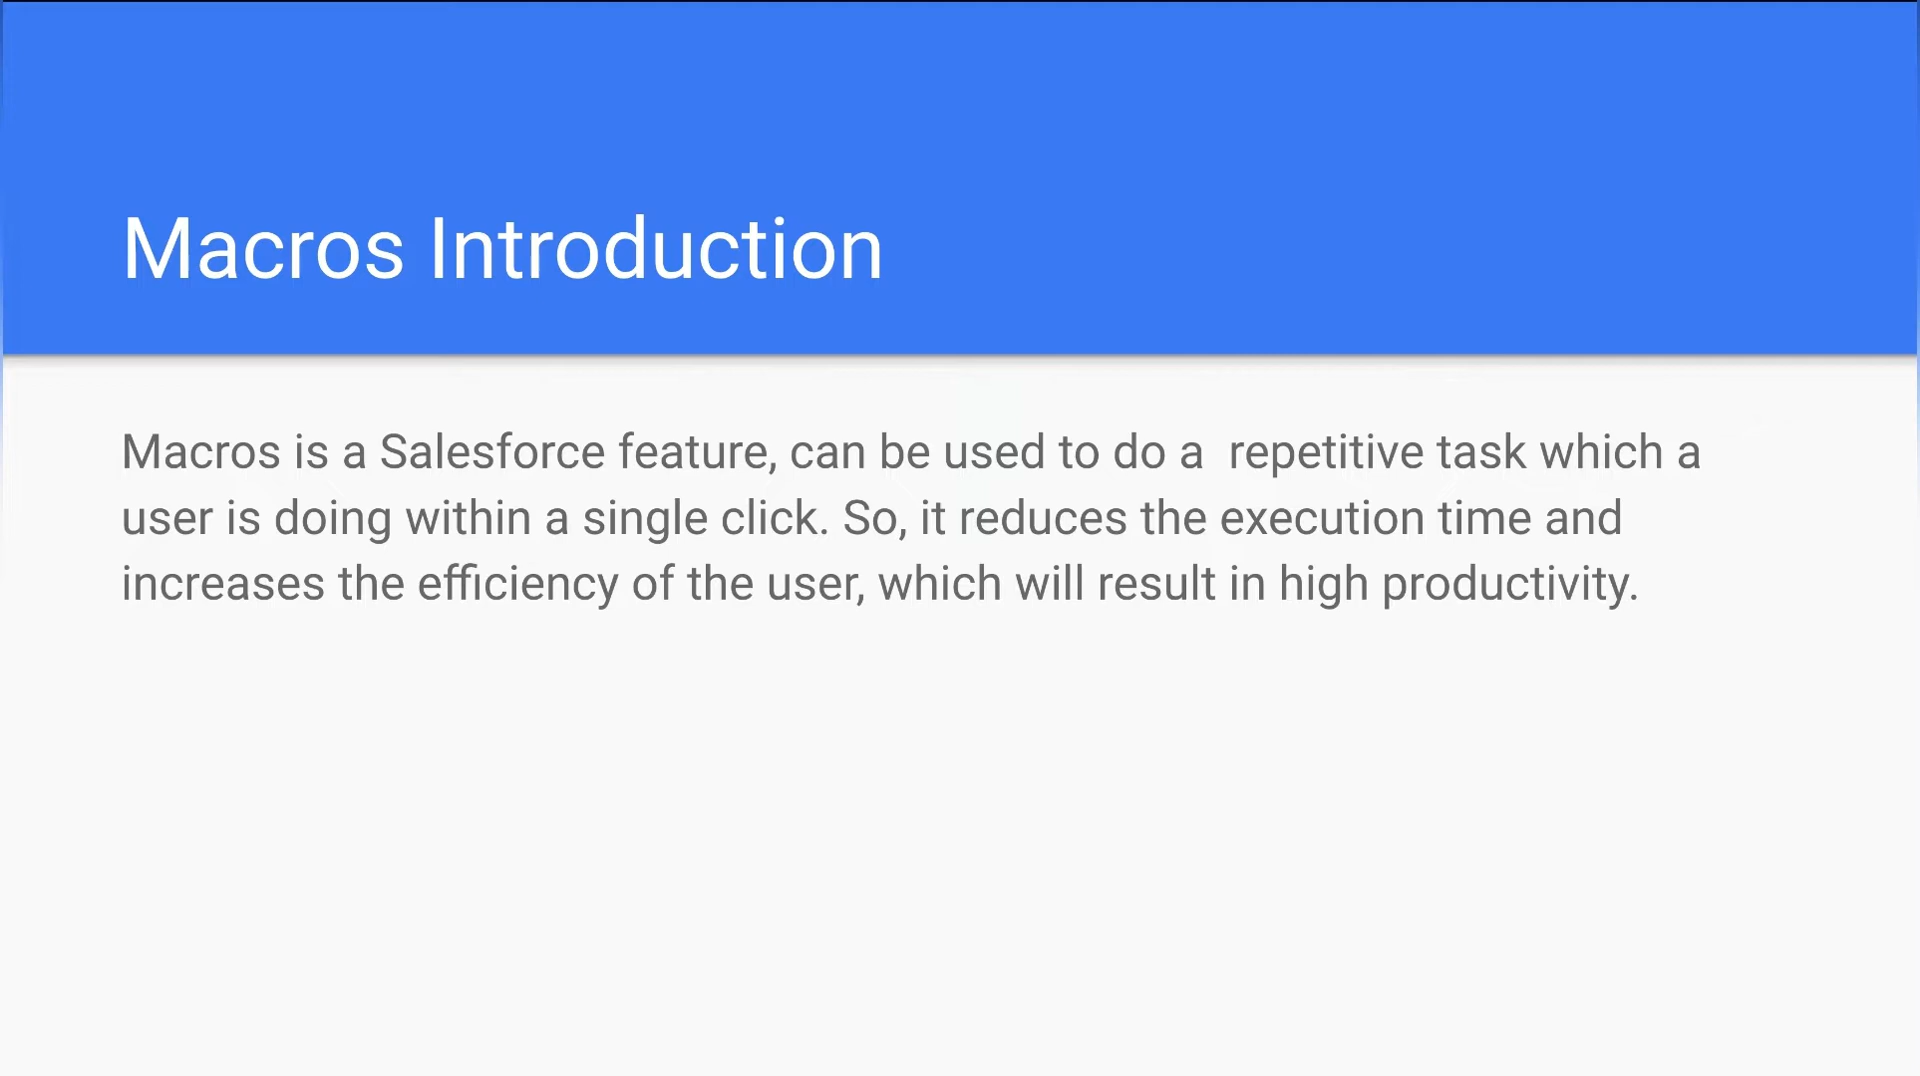 Macros Introduction
Macros is a Salesforce feature, can be used to do a  repetitive task which a
user is doing within a single click. So, it reduces the execution time and
increases the efficiency of the user, which will result in high productivity.